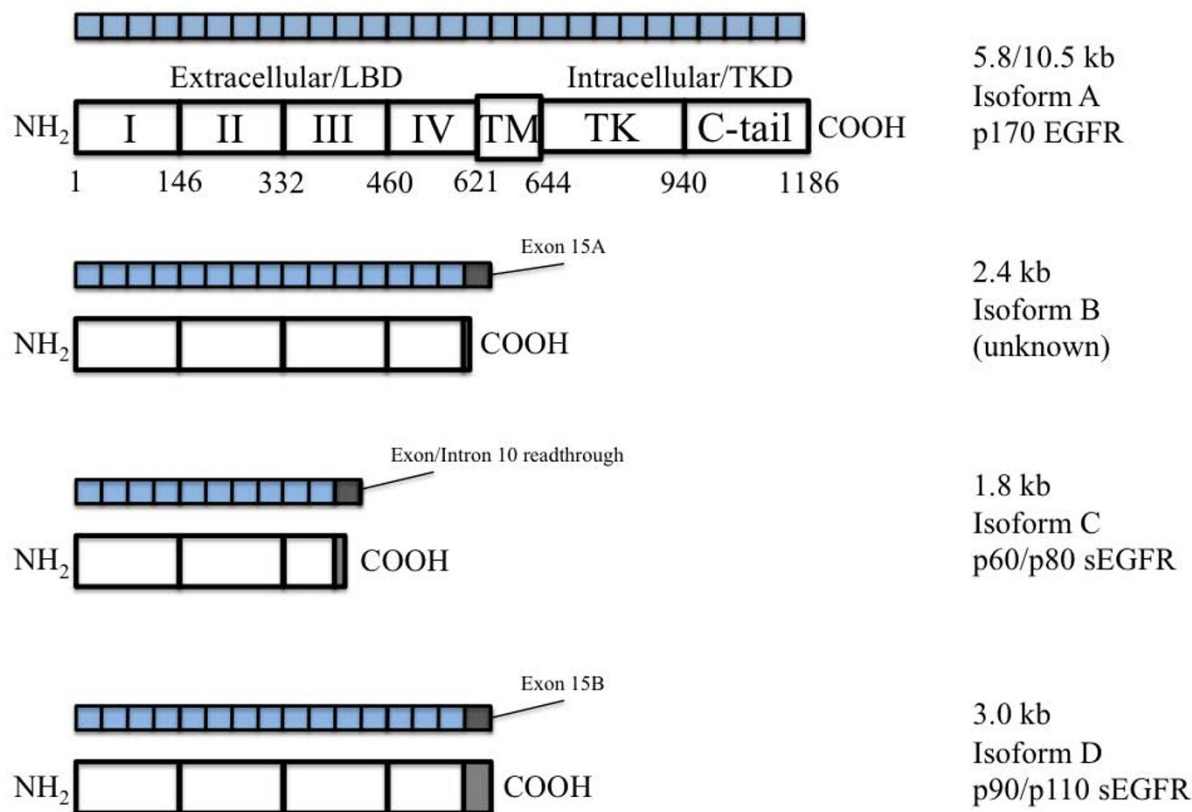 5.8/10.5 kb
Isoform A
p170 EGFR
Extracellular/LBD Intracellular/TKD
NH2 I II III IV TM TK C-tail COOH
1 146 332 460 621 644 940 1186
Exon 15A
2.4 kb
Isoform B
(unknown)
NH2 COOH
Exon/Intron 10 readthrough
1.8 kb
Isoform C
p60/p80 sEGFR
NH2 COOH
Exon 15B
3.0 kb
Isoform D
p90/p110 sEGFR
NH2 COOH